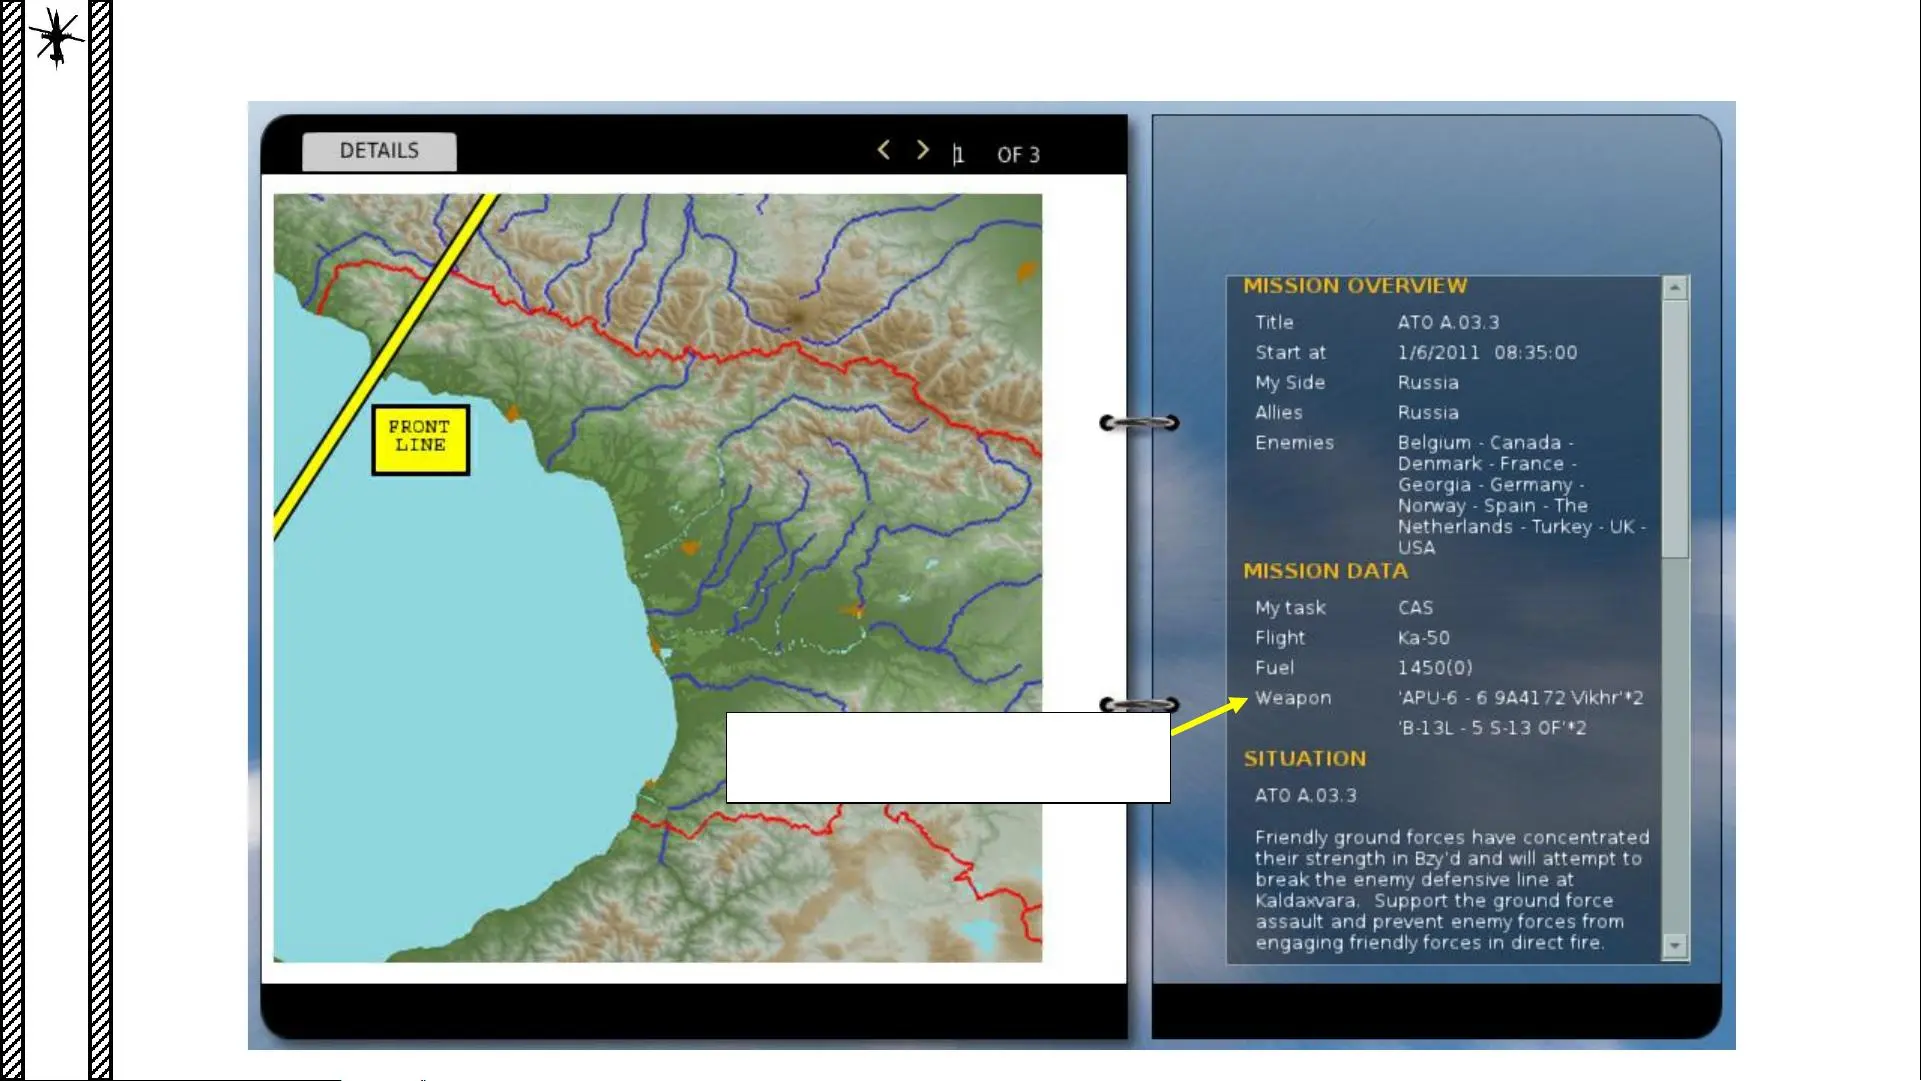 DETAILS
< > 1 OF 3
FRONT
LINE
MISSION OVERVIEW
Title ATO A.03.3
Start at 1/6/2011 08:35:00
My Side Russia
Allies Russia
Enemies Belgium - Canada -
Denmark - France -
Georgia - Germany -
Norway - Spain - The
Netherlands - Turkey - UK -
USA
MISSION DATA
My task CAS
Flight Ka-50
Fuel 1450(0)
Weapon 'APU-6 - 6 9A4172 Vikhr'*2
'B-13L - 5 S-13 OF'*2
SITUATION
ATO A.03.3
Friendly ground forces have concentrated
their strength in Bzy'd and will attempt to
break the enemy defensive line at
Kaldaxvara. Support the ground force
assault and prevent enemy forces from
engaging friendly forces in direct fire.